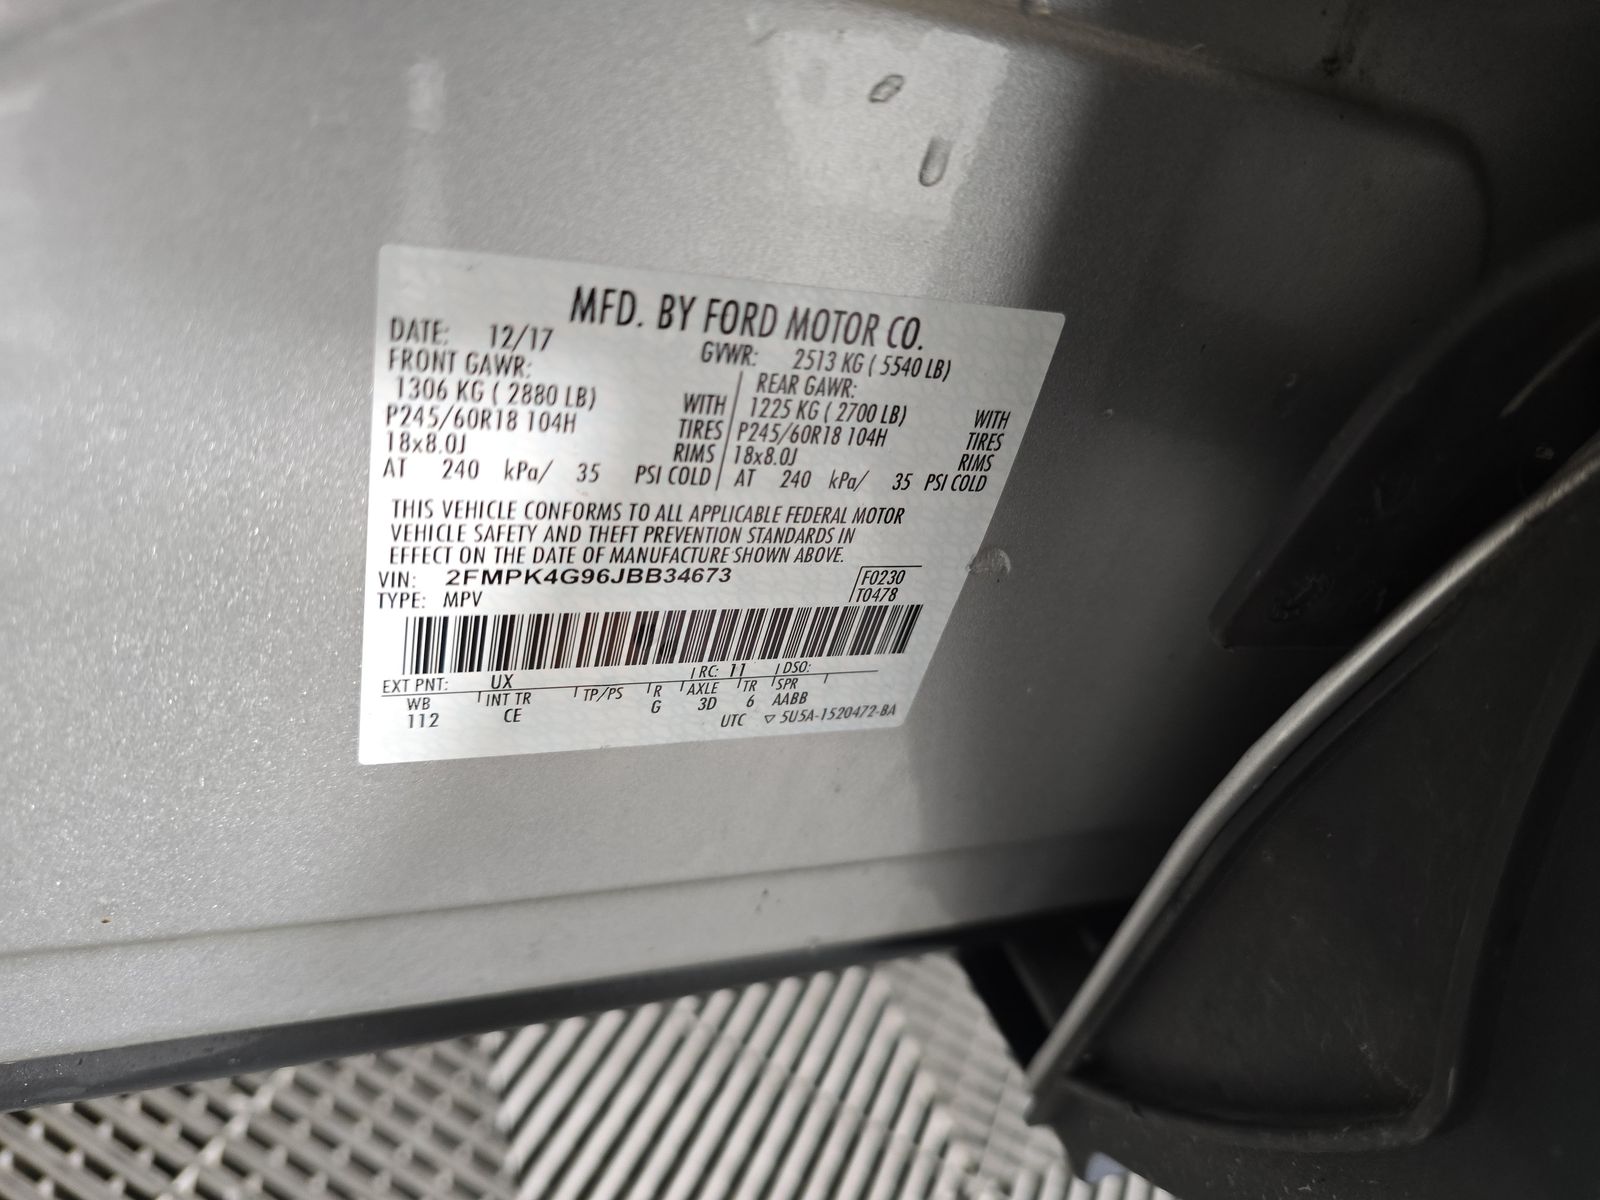 MFD. BY FORD MOTOR CO.
DATE: 12/17
GVWR: 2513 KG ( 5540 LB)
FRONT GAWR:
1306 KG ( 2880 LB) WITH
P245/60R18 104H TIRES
18x8.0J RIMS
AT 240 kPa/ 35 PSI COLD
REAR GAWR:
1225 KG ( 2700 LB) WITH
P245/60R18 104H TIRES
18x8.0J RIMS
AT 240 kPa/ 35 PSI COLD
THIS VEHICLE CONFORMS TO ALL APPLICABLE FEDERAL MOTOR
VEHICLE SAFETY AND THEFT PREVENTION STANDARDS IN
EFFECT ON THE DATE OF MANUFACTURE SHOWN ABOVE.
VIN: 2FMPK4G96JBB34673
F0230
TYPE: MPV
T0478
EXT PNT: UX RC: 11 DSO:
WB INT TR TP/PS R AXLE TR SPR
112 CE G 3D 6 AABB
UTC ▽ 5U5A-1520472-BA